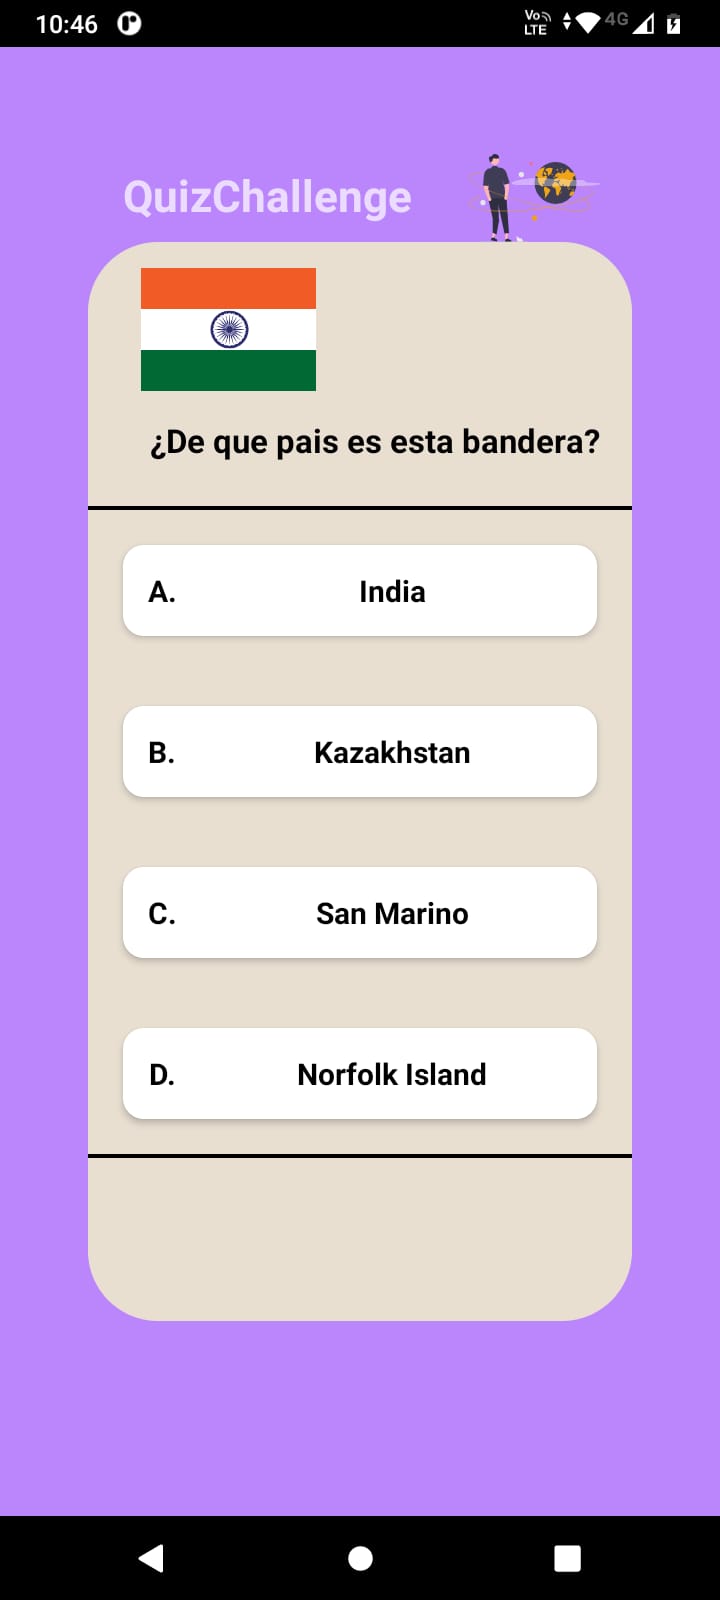 10:46
Vo
LTE
4G
QuizChallenge
¿De que pais es esta bandera?
A. India
B. Kazakhstan
C. San Marino
D. Norfolk Island